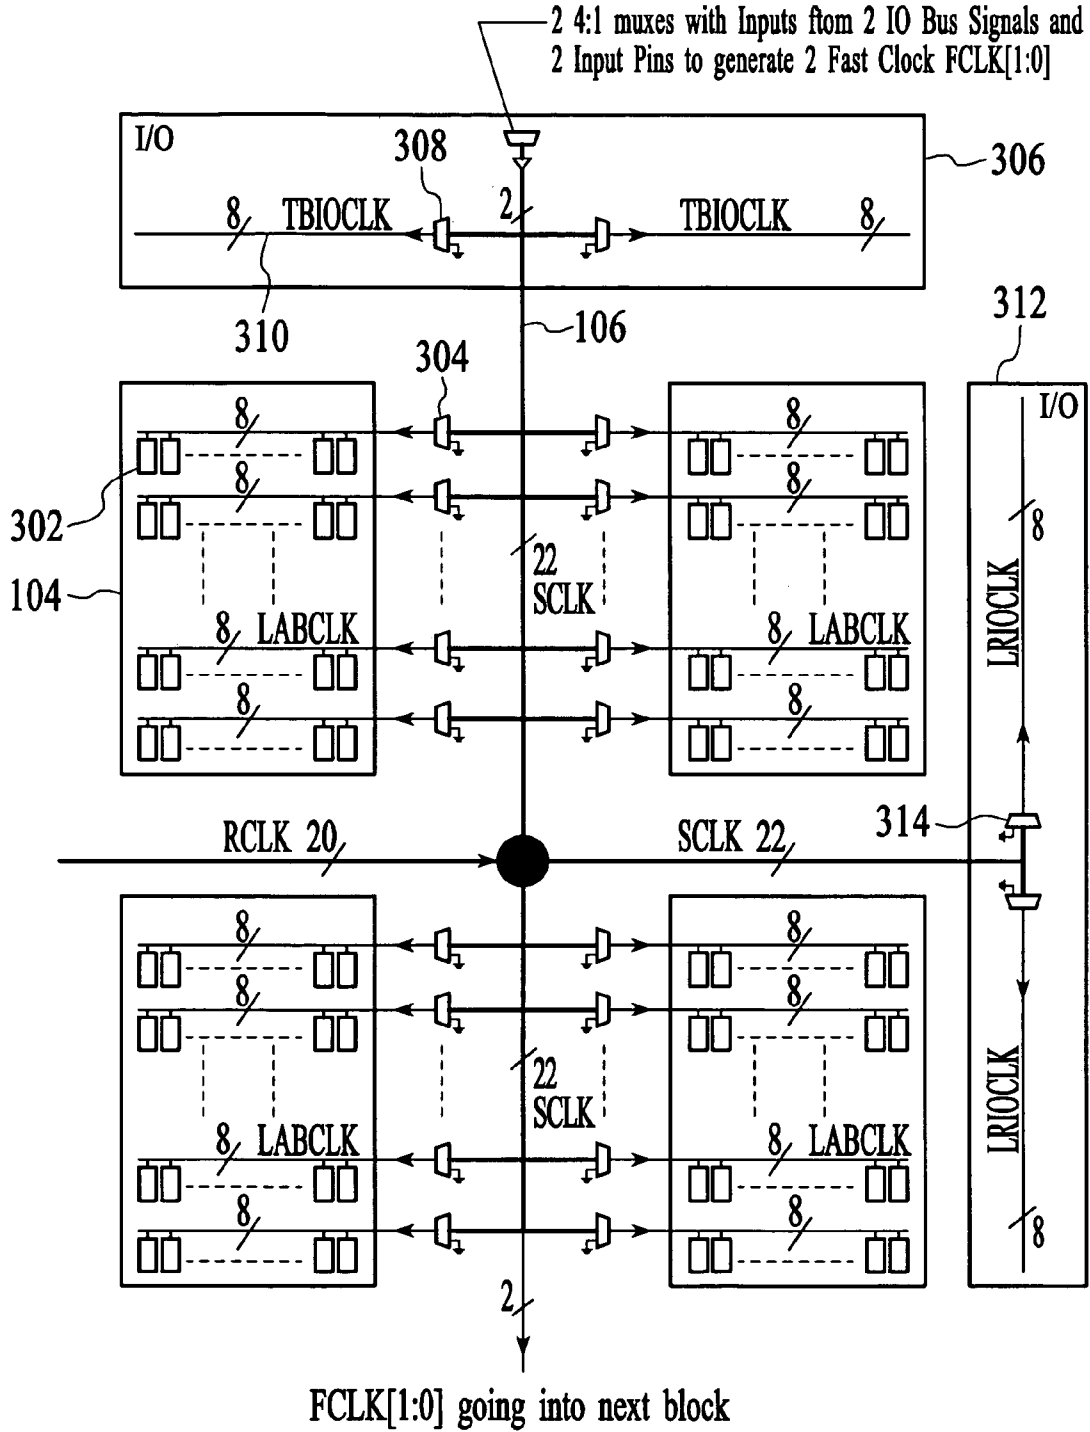 2 4:1 muxes with Inputs ftom 2 IO Bus Signals and
2 Input Pins to generate 2 Fast Clock FCLK[1:0]
I/O
308
306
8
TBIOCLK
2
TBIOCLK
8
310
106
312
304
I/O
8
8
302
8
8
8
22
SCLK
104
LRIOCLK
8
LABCLK
8
LABCLK
8
8
314
RCLK 20
SCLK 22
8
8
8
8
22
SCLK
LRIOCLK
8
LABCLK
8
LABCLK
8
8
8
2
FCLK[1:0] going into next block